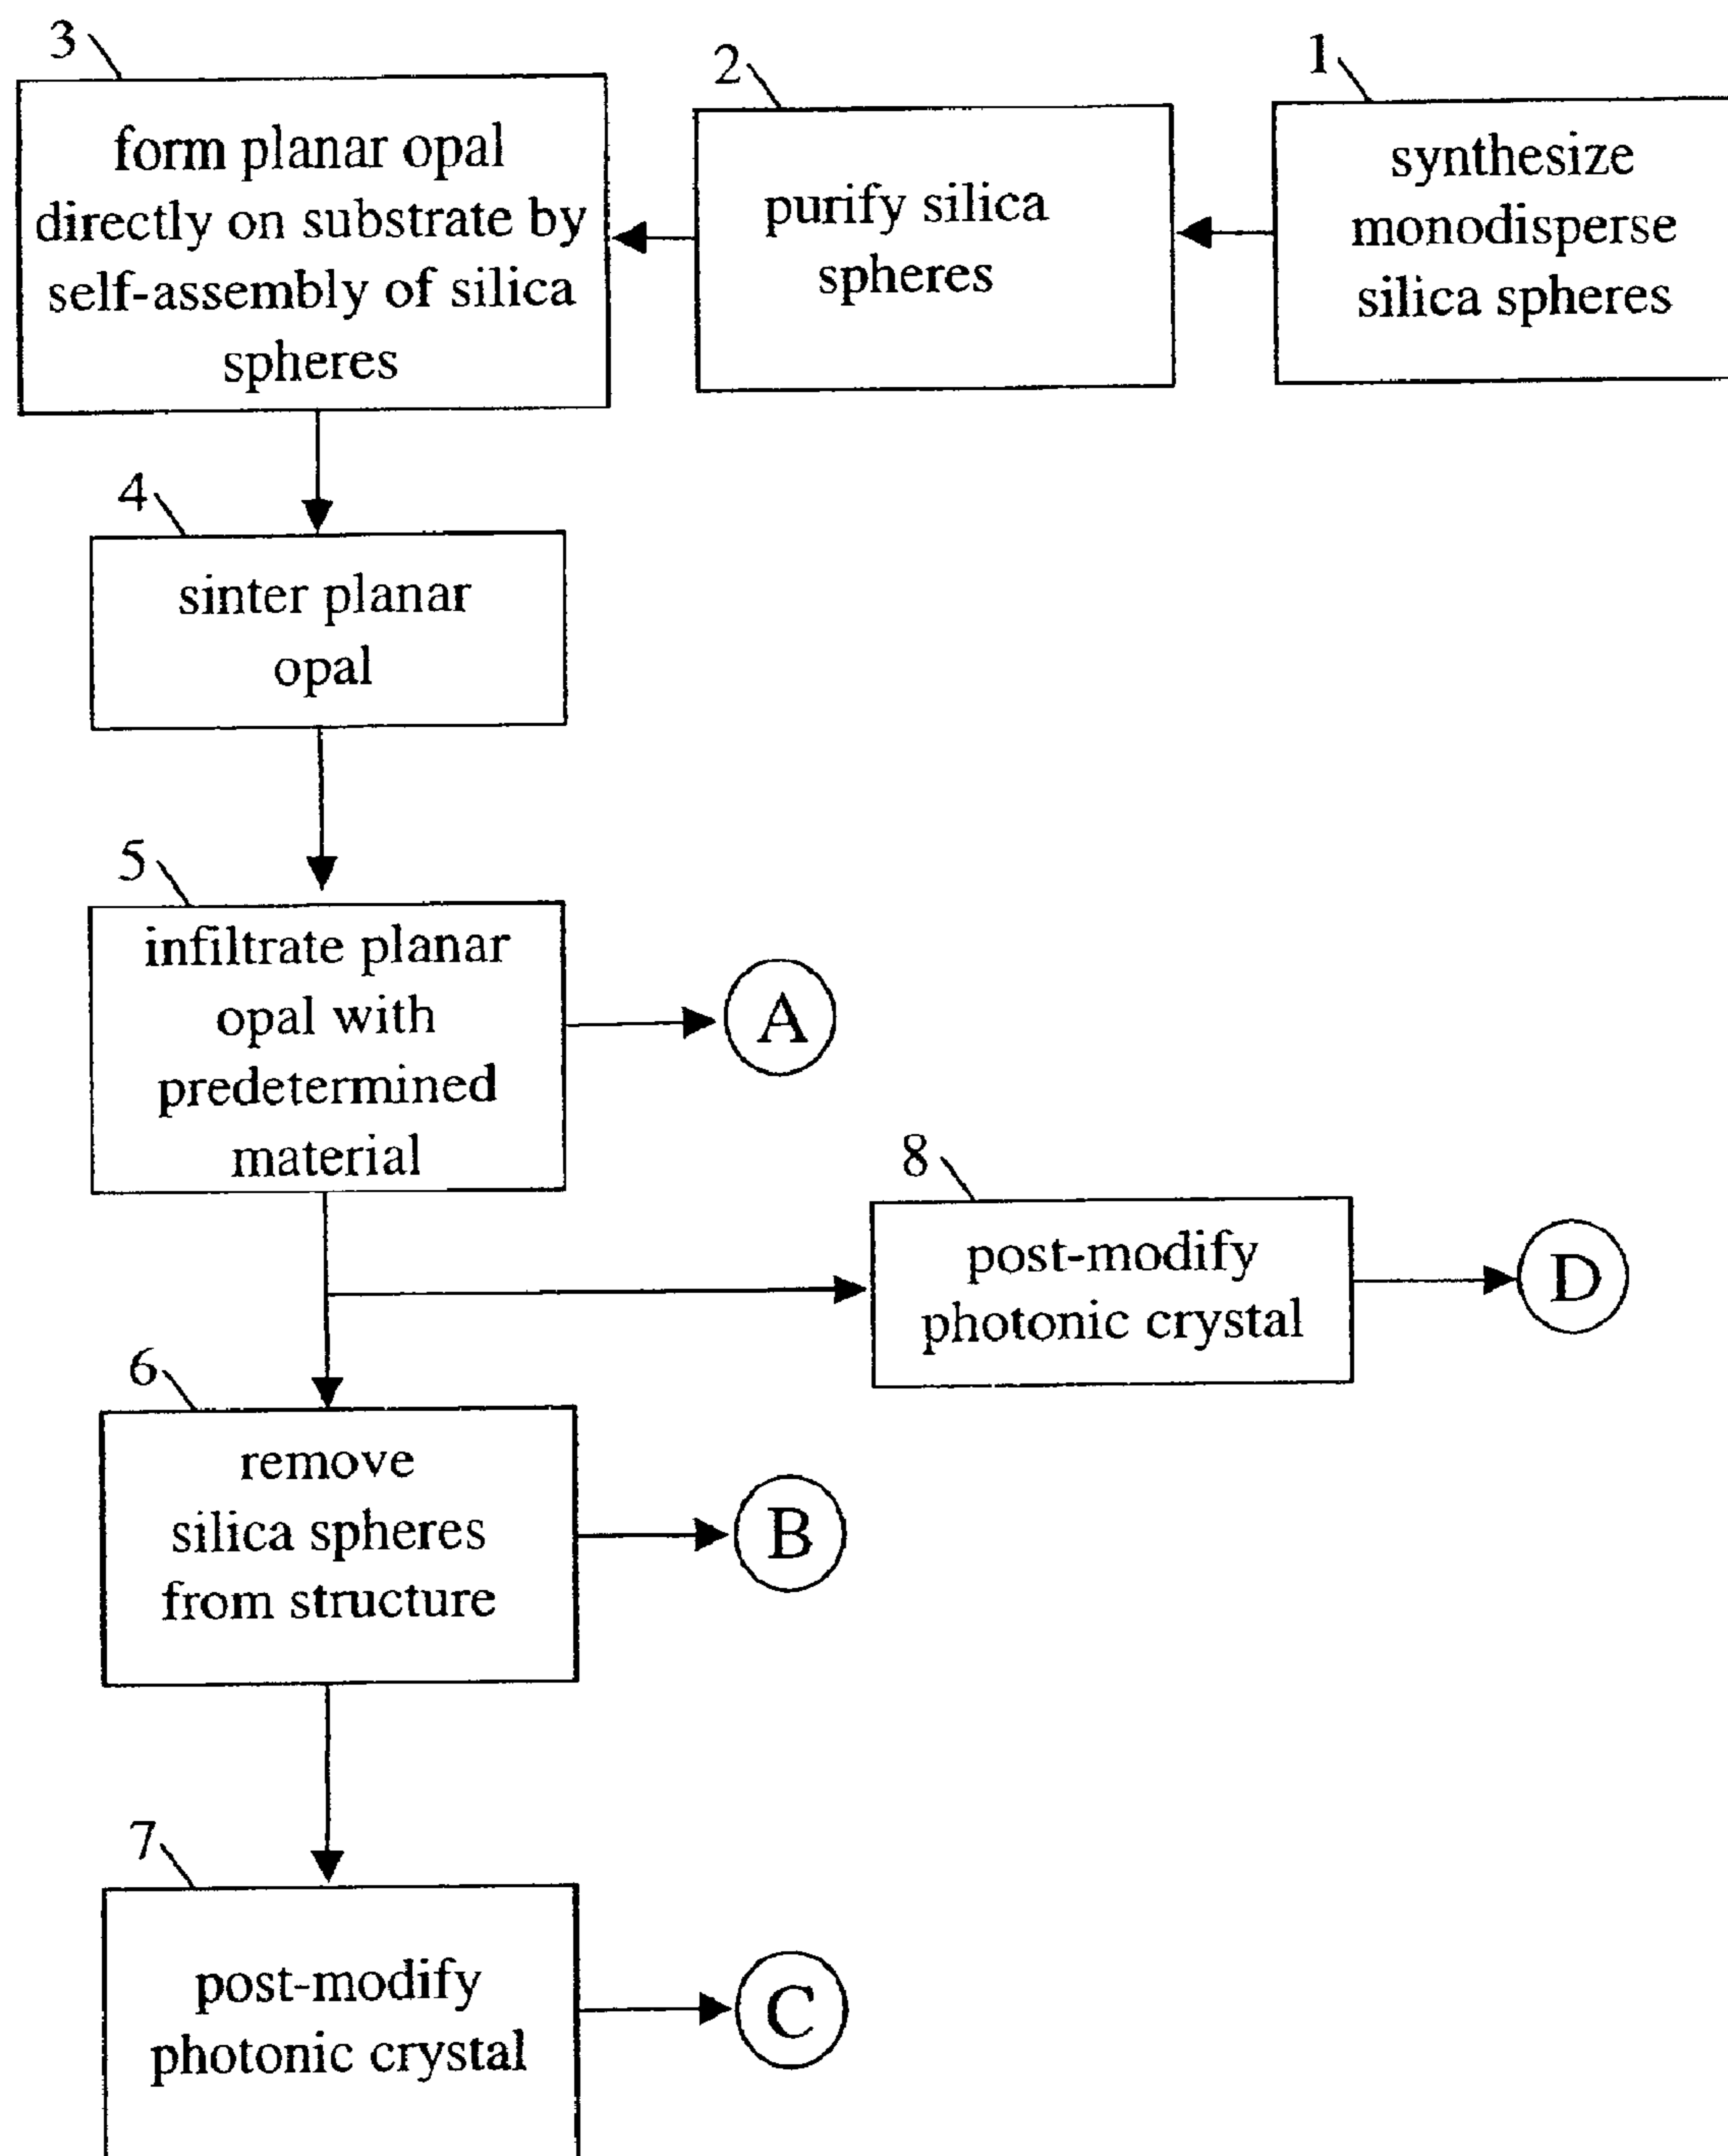 3
form planar opal
directly on substrate by
self-assembly of silica
spheres
2
purify silica
spheres
1
synthesize
monodisperse
silica spheres
4
sinter planar
opal
5
infiltrate planar
opal with
predetermined
material
A
8
post-modify
photonic crystal
D
6
remove
silica spheres
from structure
B
7
post-modify
photonic crystal
C